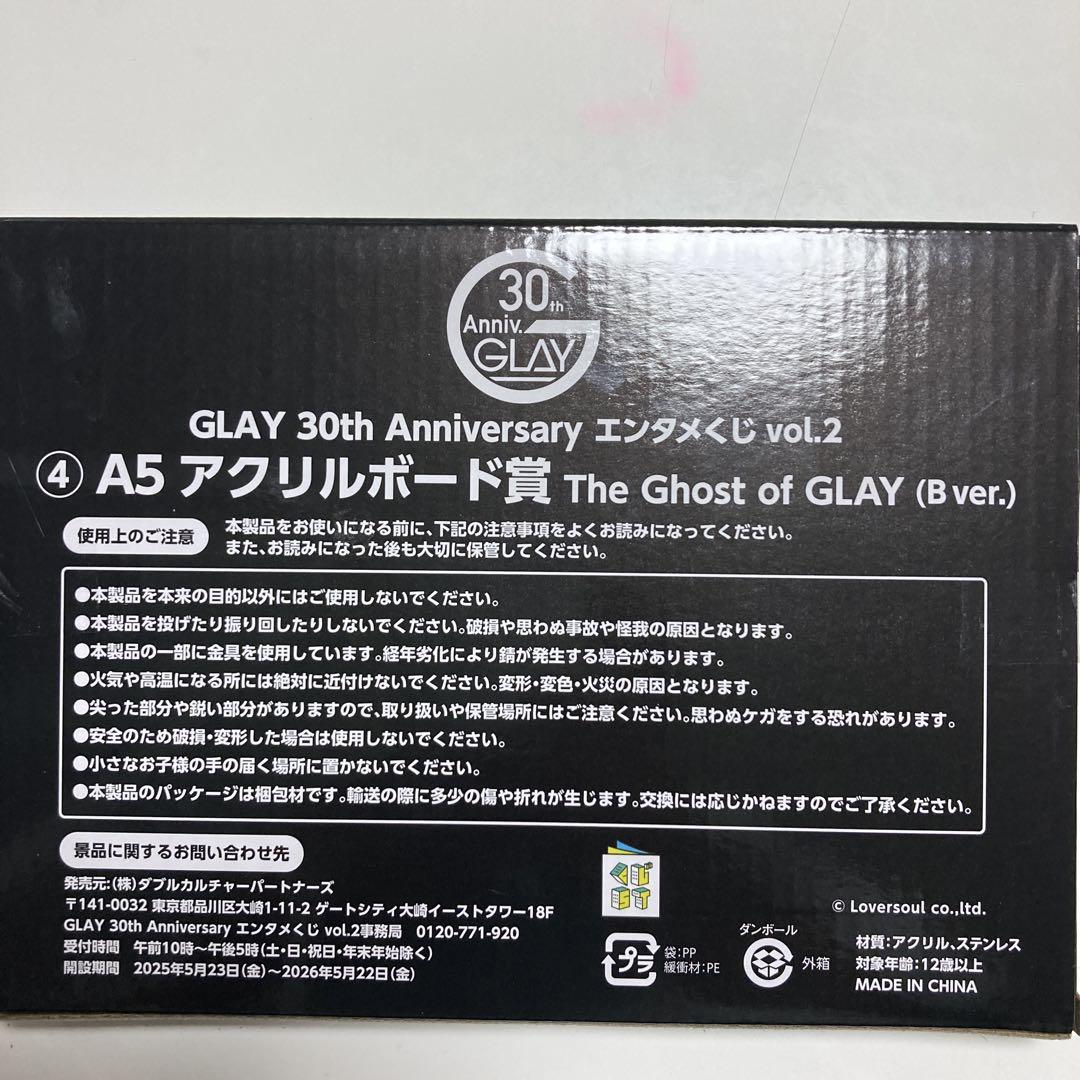 30th
Anniv.
GLAY
GLAY 30th Anniversary エンタメくじ vol.2
④ A5 アクリルボード賞 The Ghost of GLAY (B ver.)
使用上のご注意
本製品をお使いになる前に、下記の注意事項をよくお読みになってください。
また、お読みになった後も大切に保管してください。
●本製品を本来の目的以外にはご使用しないでください。
●本製品を投げたり振り回したりしないでください。破損や思わぬ事故や怪我の原因となります。
●本製品の一部に金具を使用しています。経年劣化により錆が発生する場合があります。
●火気や高温になる所には絶対に近付けないでください。変形・変色・火災の原因となります。
●尖った部分や鋭い部分がありますので、取り扱いや保管場所にはご注意ください。思わぬケガをする恐れがあります。
●安全のため破損・変形した場合は使用しないでください。
●小さなお子様の手の届く場所に置かないでください。
●本製品のパッケージは梱包材です。輸送の際に多少の傷や折れが生じます。交換には応じかねますのでご了承ください。
景品に関するお問い合わせ先
発売元:(株)ダブルカルチャーパートナーズ
〒141-0032 東京都品川区大崎1-11-2 ゲートシティ大崎イーストタワー18F
GLAY 30th Anniversary エンタメくじ vol.2事務局 0120-771-920
受付時間 午前10時〜午後5時(土・日・祝日・年末年始除く)
開設期間 2025年5月23日(金)〜2026年5月22日(金)
くじ
ST
プラ
袋:PP
緩衝材:PE
ダンボール
外箱
© Loversoul co.,ltd.
材質:アクリル、ステンレス
対象年齢:12歳以上
MADE IN CHINA